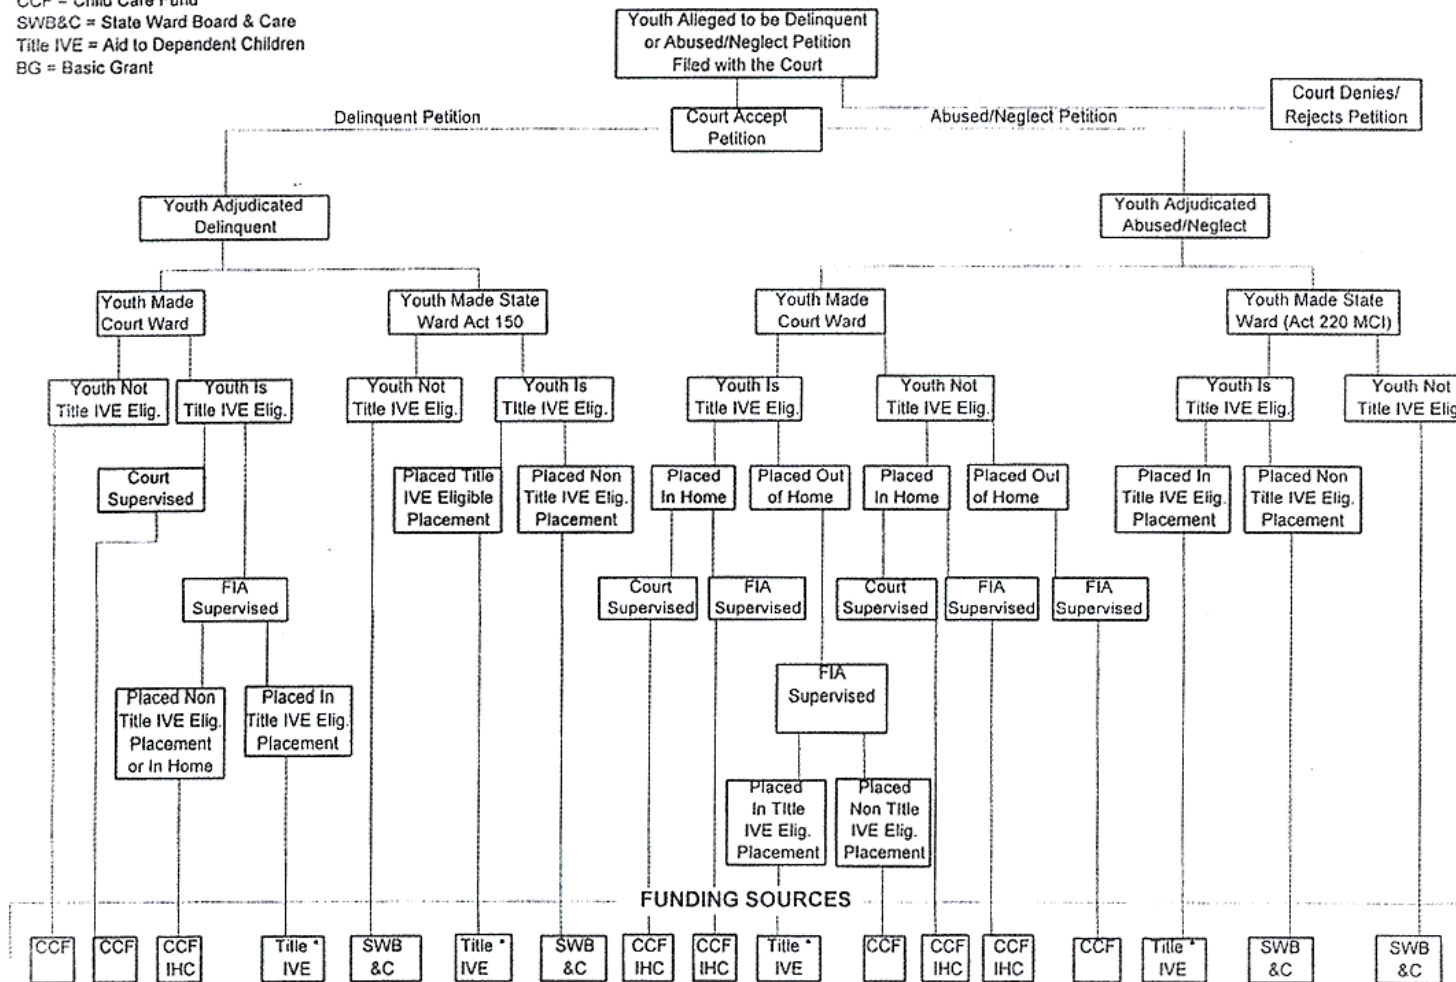 CCF = Child Care Fund
SWB&C = State Ward Board & Care
Title IVE = Aid to Dependent Children
BG = Basic Grant
Youth Alleged to be Delinquent
or Abused/Neglect Petition
Filed with the Court
Court Denies/
Rejects Petition
Delinquent Petition
Court Accept
Petition
Abused/Neglect Petition
Youth Adjudicated
Delinquent
Youth Adjudicated
Abused/Neglect
Youth Made
Court Ward
Youth Made State
Ward Act 150
Youth Made
Court Ward
Youth Made State
Ward (Act 220 MCI)
Youth Not
Title IVE Elig.
Youth Is
Title IVE Elig.
Youth Not
Title IVE Elig.
Youth Is
Title IVE Elig.
Youth Is
Title IVE Elig.
Youth Not
Title IVE Elig.
Youth Is
Title IVE Elig.
Youth Not
Title IVE Elig
Court
Supervised
Placed Title
IVE Eligible
Placement
Placed Non
Title IVE Elig.
Placement
Placed
In Home
Placed Out
of Home
Placed
In Home
Placed Out
of Home
Placed In
Title IVE Elig.
Placement
Placed Non
Title IVE Elig.
Placement
FIA
Supervised
Court
Supervised
FIA
Supervised
Court
Supervised
FIA
Supervised
FIA
Supervised
FIA
Supervised
Placed Non
Title IVE Elig.
Placement
or In Home
Placed In
Title IVE Elig.
Placement
Placed
In Title
IVE Elig.
Placement
Placed
Non Title
IVE Elig.
Placement
FUNDING SOURCES
CCF
CCF
CCF
IHC
Title *
IVE
SWB
&C
Title *
IVE
SWB
&C
CCF
IHC
CCF
IHC
Title *
IVE
CCF
CCF
IHC
CCF
IHC
CCF
Title *
IVE
SWB
&C
SWB
&C